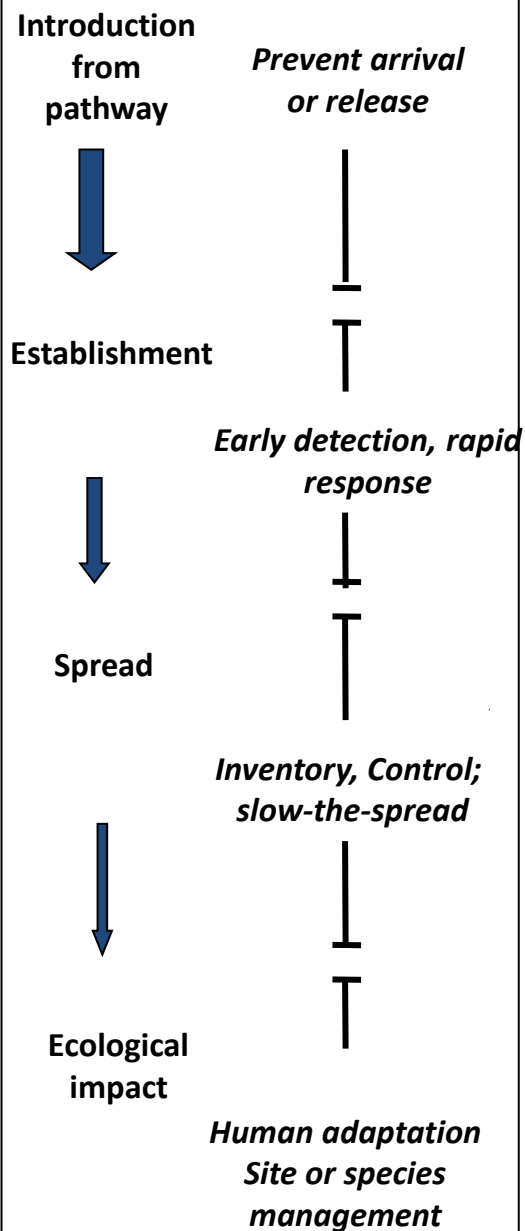 Introduction
from
pathway
Prevent arrival
or release
Establishment
Early detection, rapid
response
Spread
Inventory, Control;
slow-the-spread
Ecological
impact
Human adaptation
Site or species
management